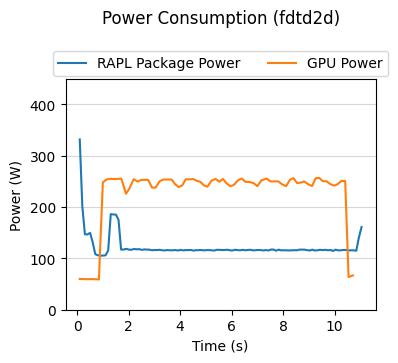 Power Consumption (fdtd2d)
RAPL Package Power
GPU Power
400
300
200
100
0
Power (W)
0
2
4
6
8
10
Time (s)